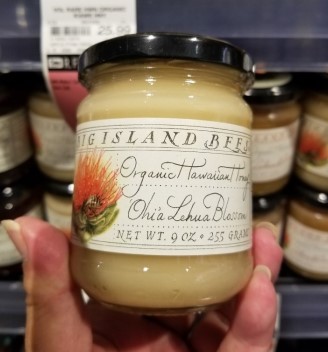 25.99
BIG ISLAND BEES
Organic Hawaiian Honey
Ohi'a Lehua Blossom
NET WT. 9 OZ • 255 GRAMS